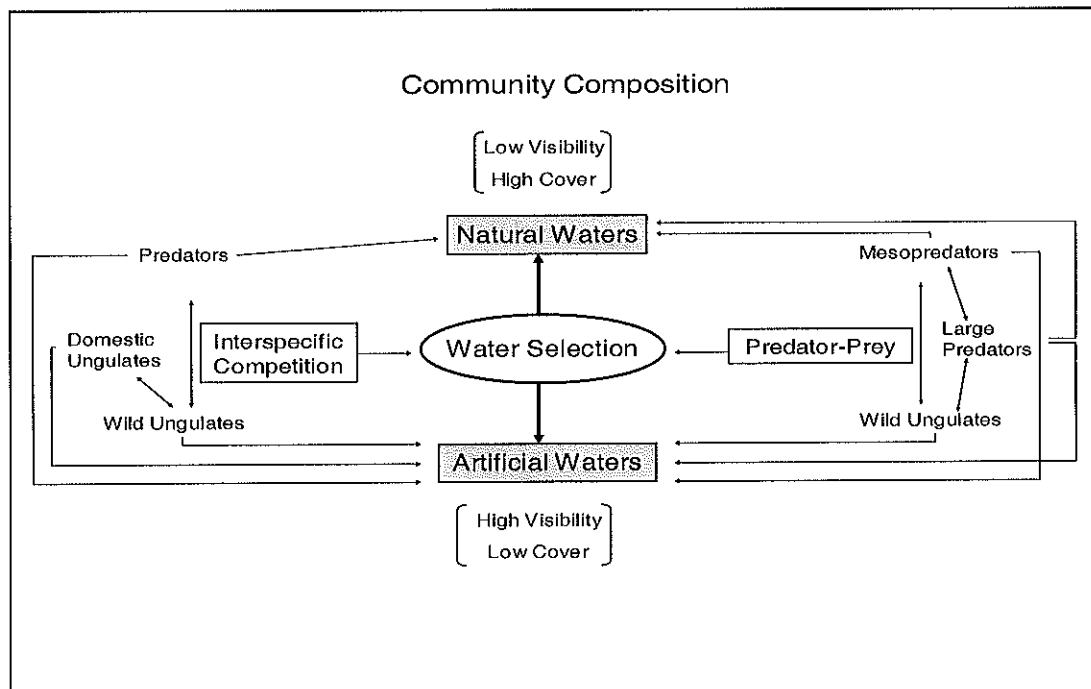 Community Composition
Low Visibility
High Cover
Natural Waters
Predators
Mesopredators
Domestic
Ungulates
Interspecific
Competition
Water Selection
Predator-Prey
Large
Predators
Wild Ungulates
Wild Ungulates
Artificial Waters
High Visibility
Low Cover